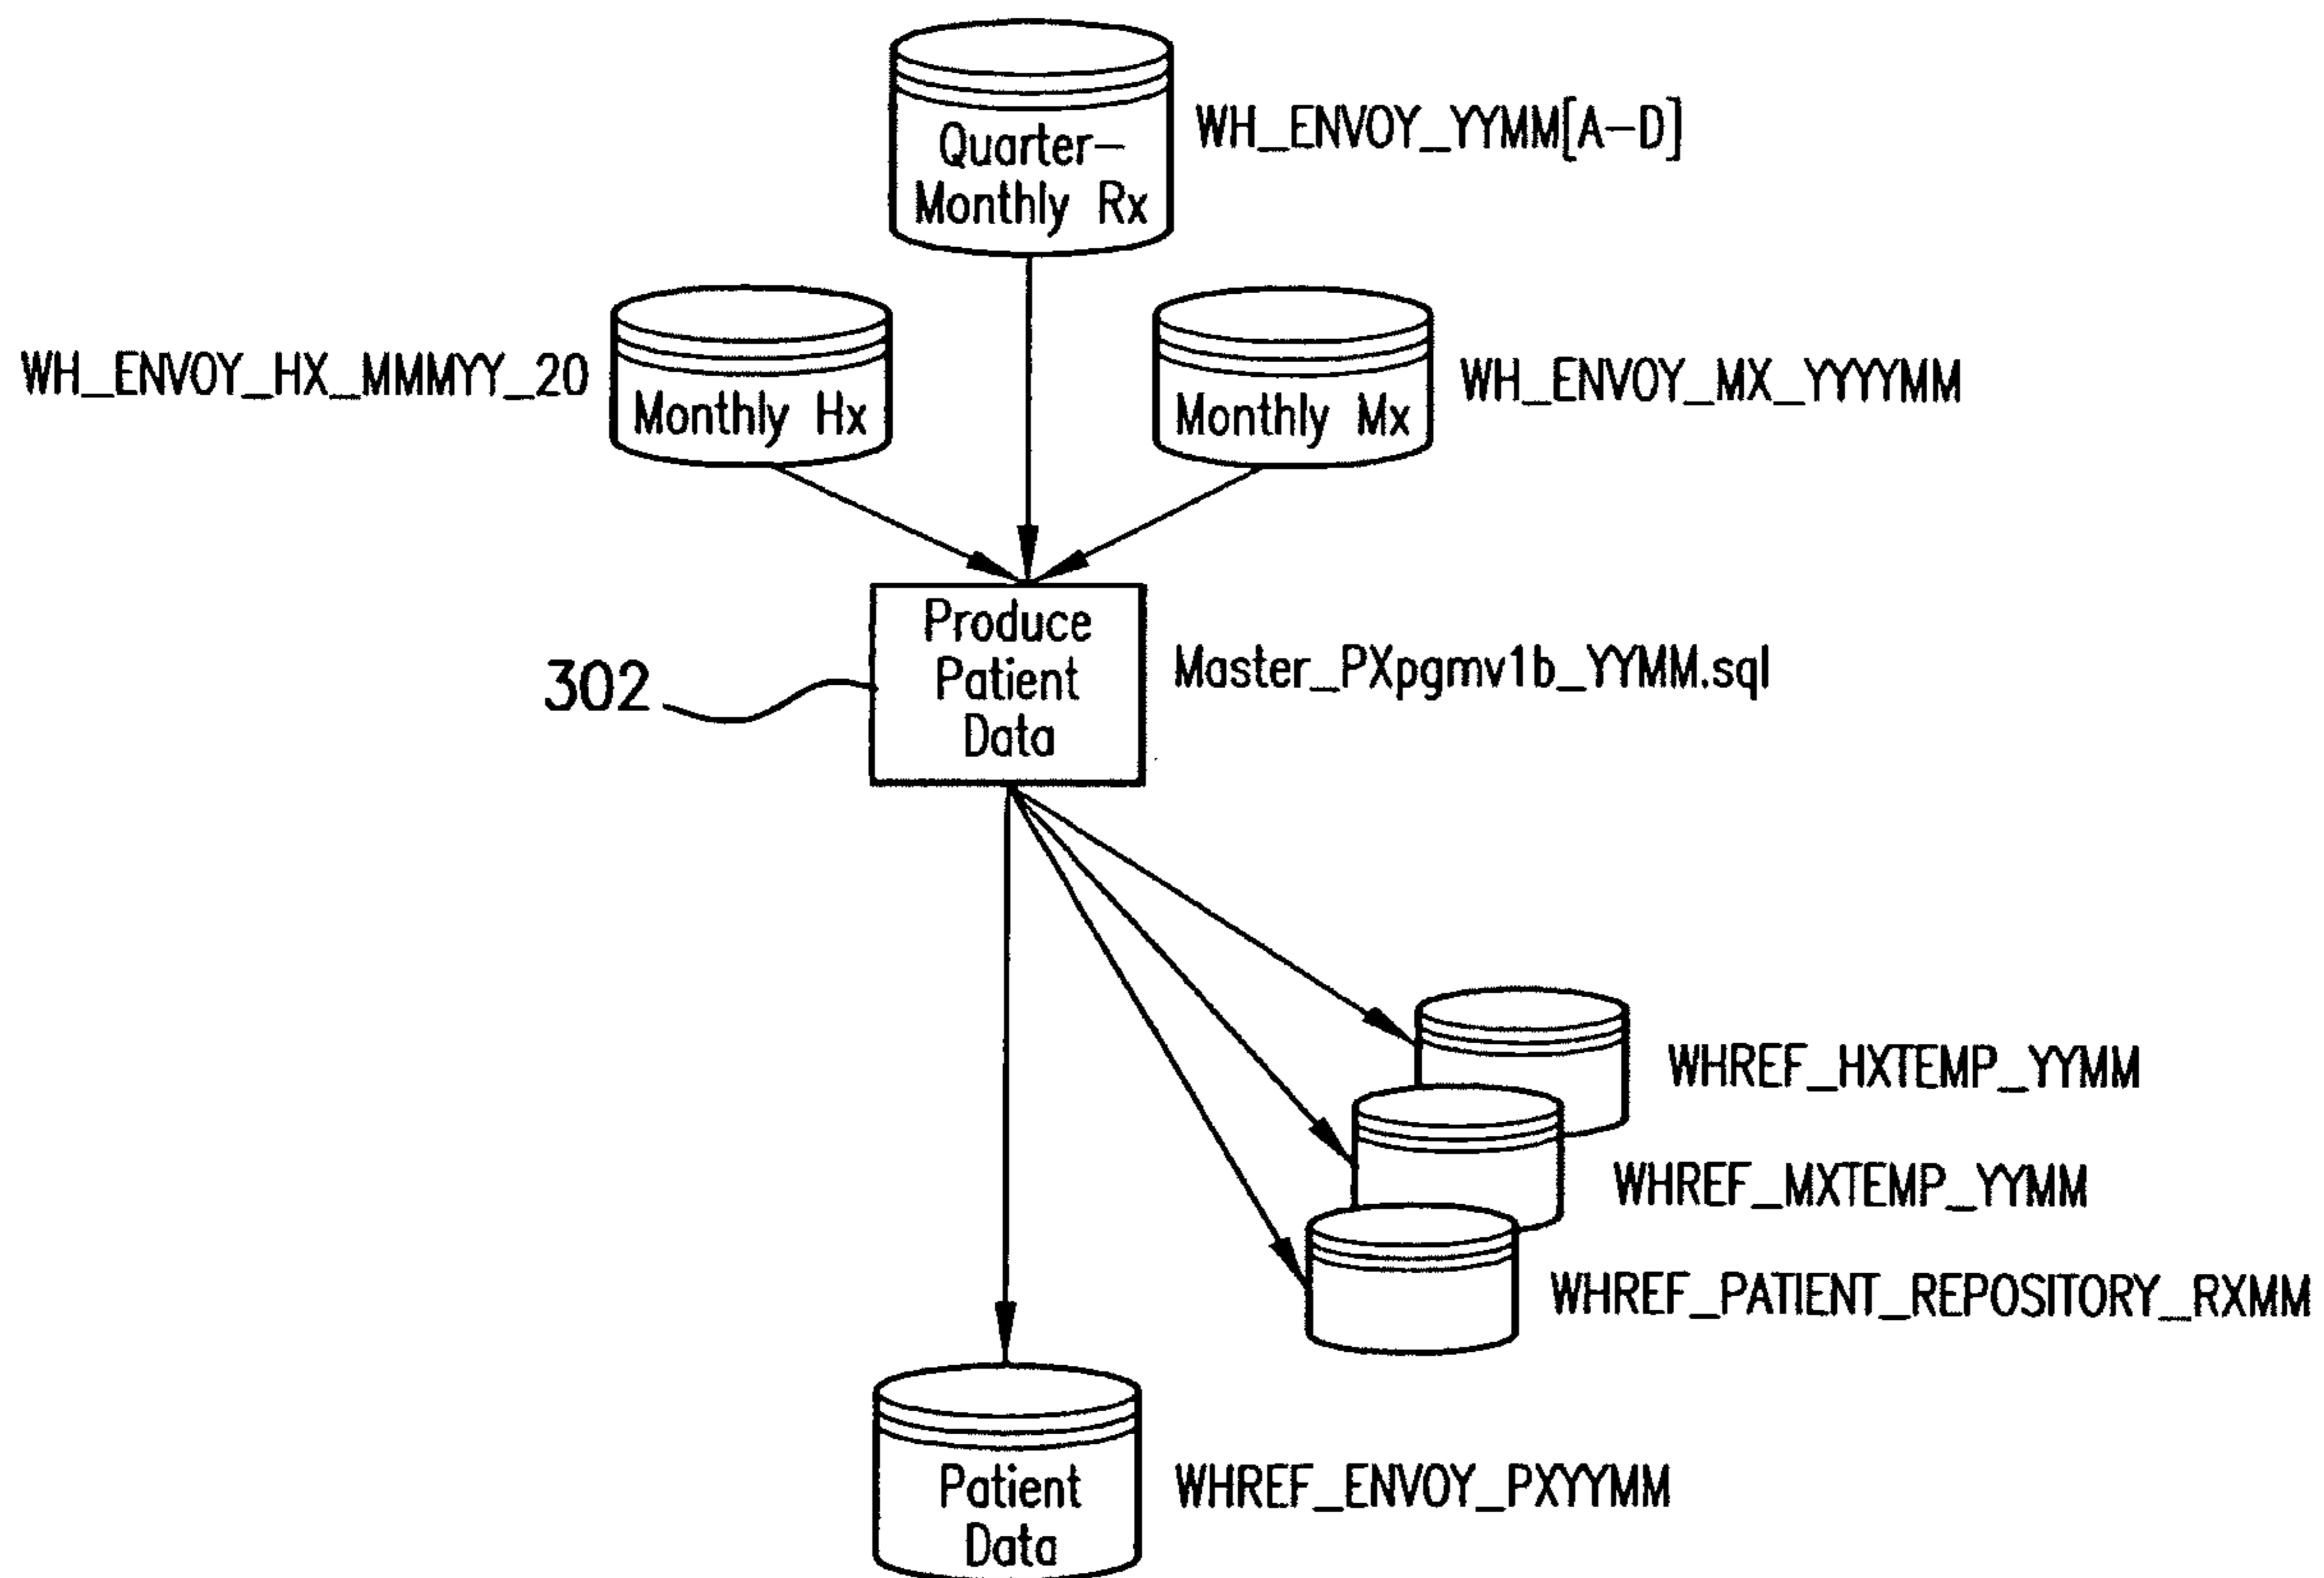 Quarter-
Monthly Rx
WH_ENVOY_YYMM[A-D]
WH_ENVOY_HX_MMMYY_20
Monthly Hx
Monthly Mx
WH_ENVOY_MX_YYYYMM
302
Produce
Patient
Data
Master_PXpgmv1b_YYMM.sql
WHREF_HXTEMP_YYMM
WHREF_MXTEMP_YYMM
WHREF_PATIENT_REPOSITORY_RXMM
Patient
Data
WHREF_ENVOY_PXYYMM